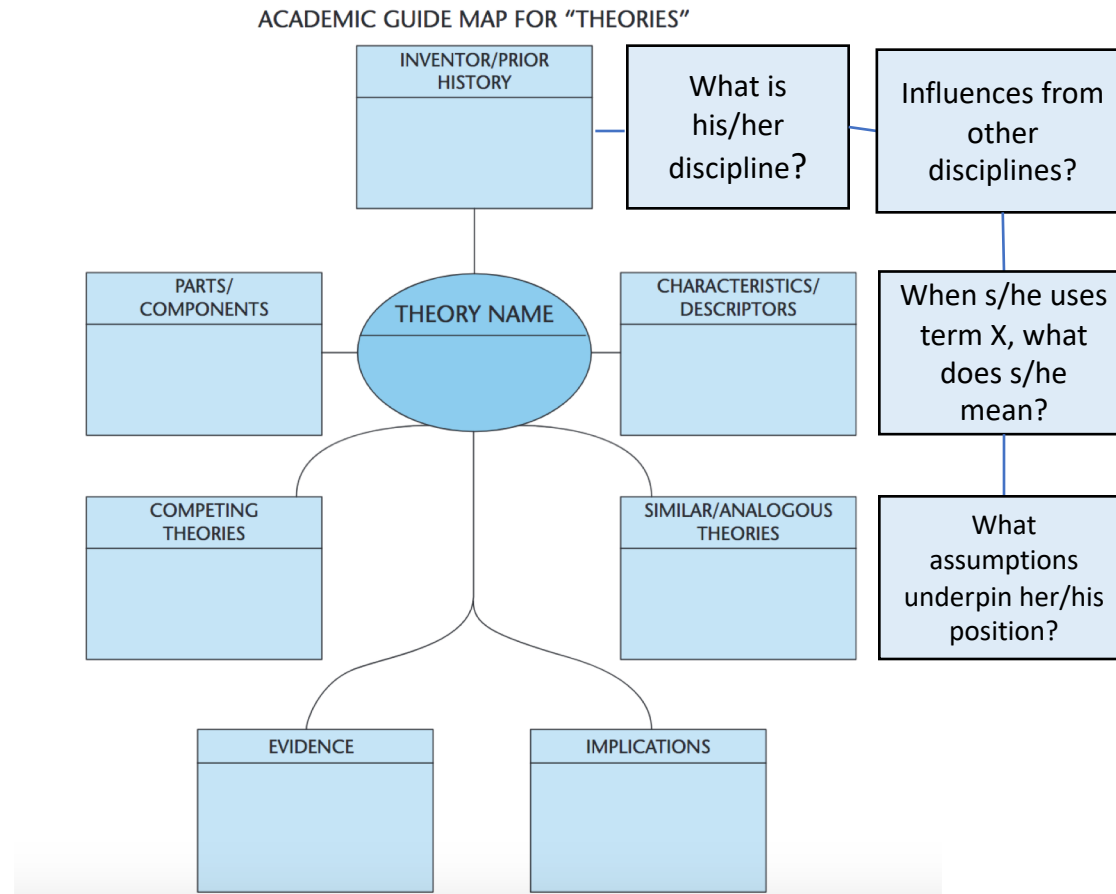 ACADEMIC GUIDE MAP FOR “THEORIES”
INVENTOR/PRIOR
HISTORY
What is
his/her
discipline?
Influences from
other
disciplines?
PARTS/
COMPONENTS
THEORY NAME
CHARACTERISTICS/
DESCRIPTORS
When s/he uses
term X, what
does s/he
mean?
COMPETING
THEORIES
SIMILAR/ANALOGOUS
THEORIES
What
assumptions
underpin her/his
position?
EVIDENCE
IMPLICATIONS